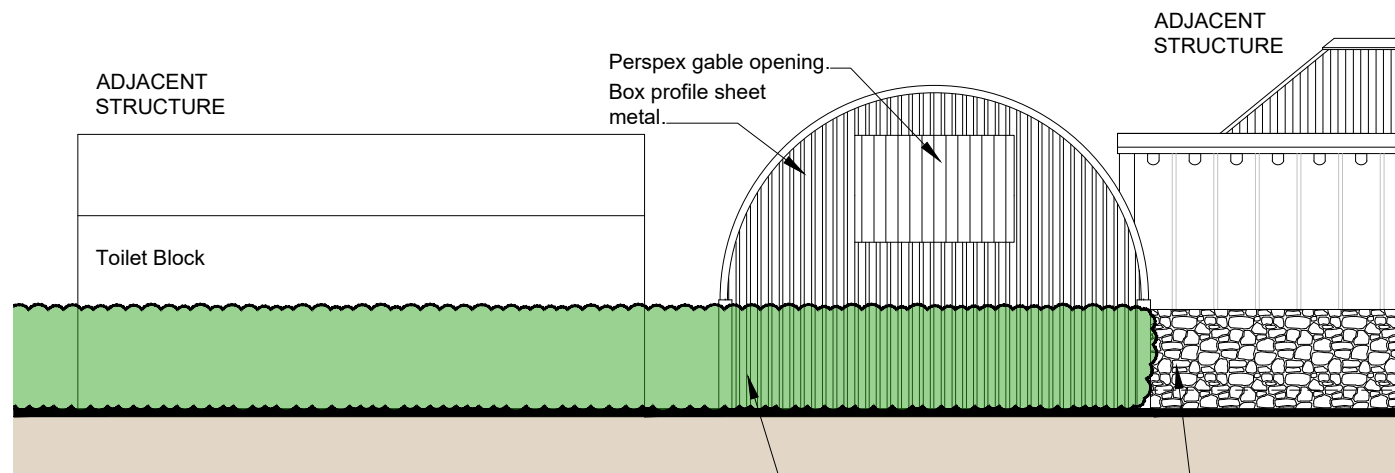 ADJACENT
STRUCTURE
Perspex gable opening.
Box profile sheet
metal.
ADJACENT
STRUCTURE
Toilet Block